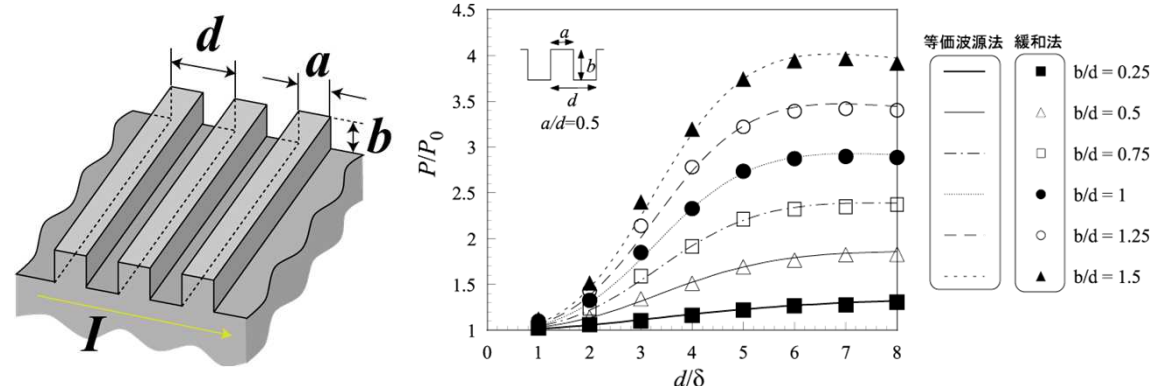 d
a
b
I
P/P0
4.5
4
3.5
3
2.5
2
1.5
1
0 1 2 3 4 5 6 7 8
d/δ
a
b
d
a/d=0.5
等価波源法 緩和法
b/d = 0.25
b/d = 0.5
b/d = 0.75
b/d = 1
b/d = 1.25
b/d = 1.5